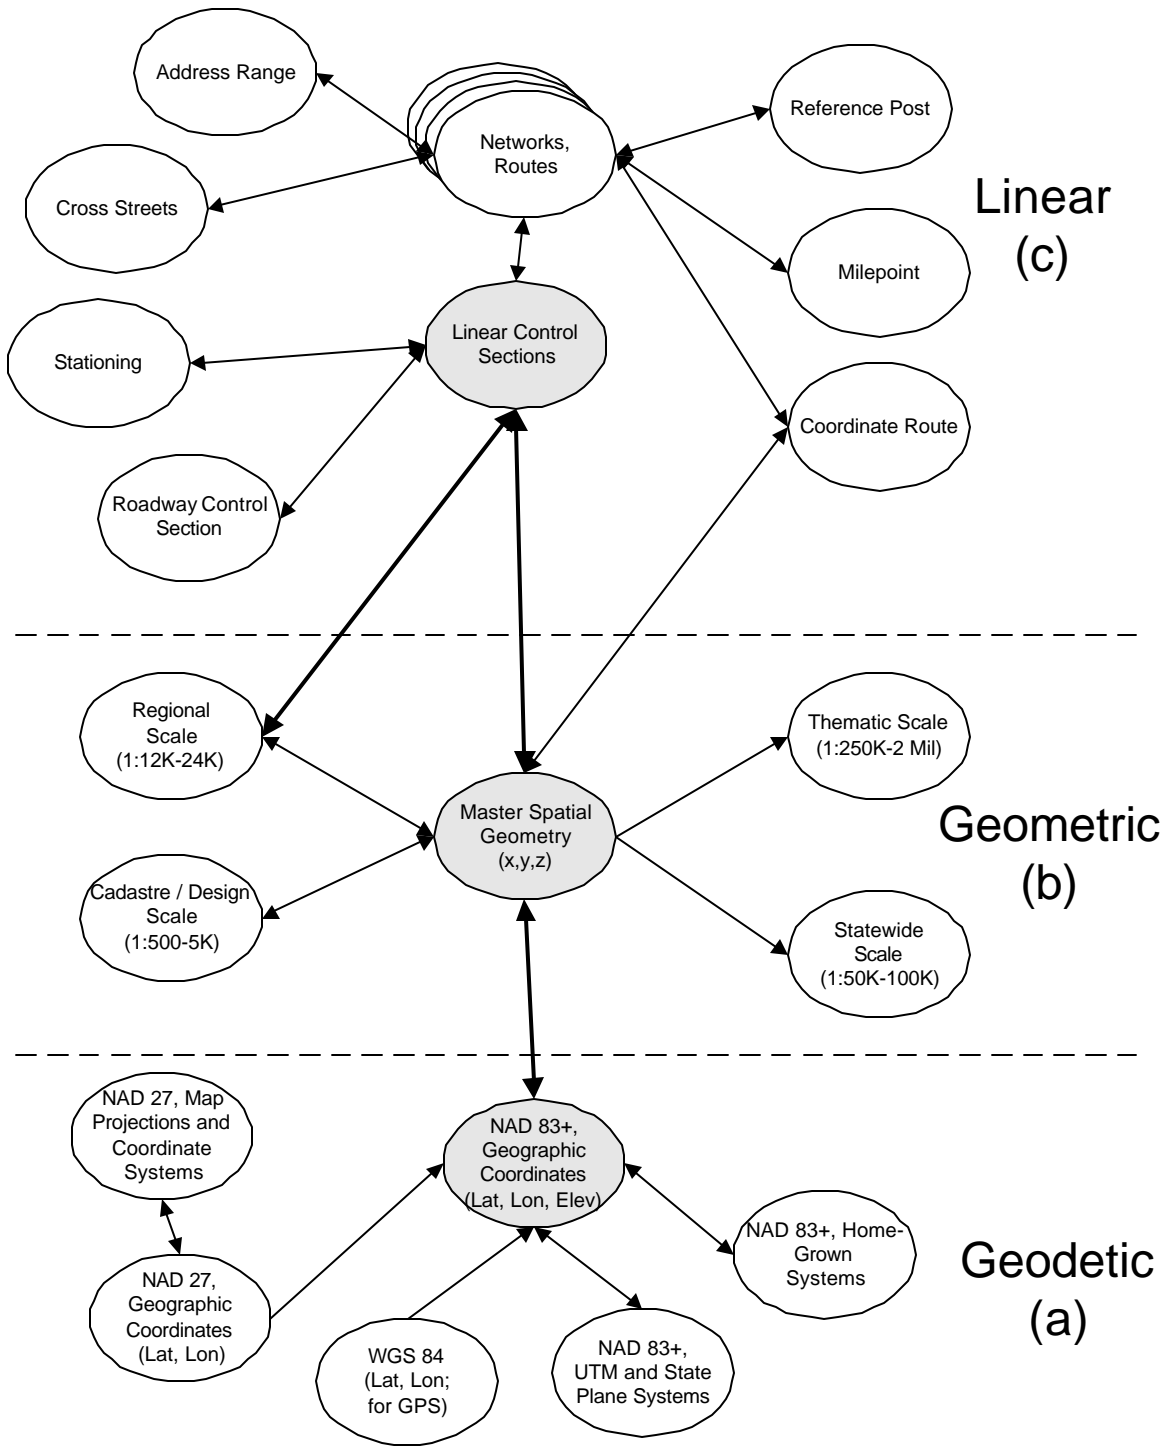 Address Range
Networks,
Routes
Reference Post
Cross Streets
Linear
(c)
Milepoint
Linear Control
Sections
Stationing
Coordinate Route
Roadway Control
Section
Regional
Scale
(1:12K-24K)
Thematic Scale
(1:250K-2 Mil)
Master Spatial
Geometry
(x,y,z)
Geometric
(b)
Cadastre / Design
Scale
(1:500-5K)
Statewide
Scale
(1:50K-100K)
NAD 27, Map
Projections and
Coordinate
Systems
NAD 83+,
Geographic
Coordinates
(Lat, Lon, Elev)
NAD 83+, Home-
Grown
Systems
Geodetic
(a)
NAD 27,
Geographic
Coordinates
(Lat, Lon)
WGS 84
(Lat, Lon;
for GPS)
NAD 83+,
UTM and State
Plane Systems